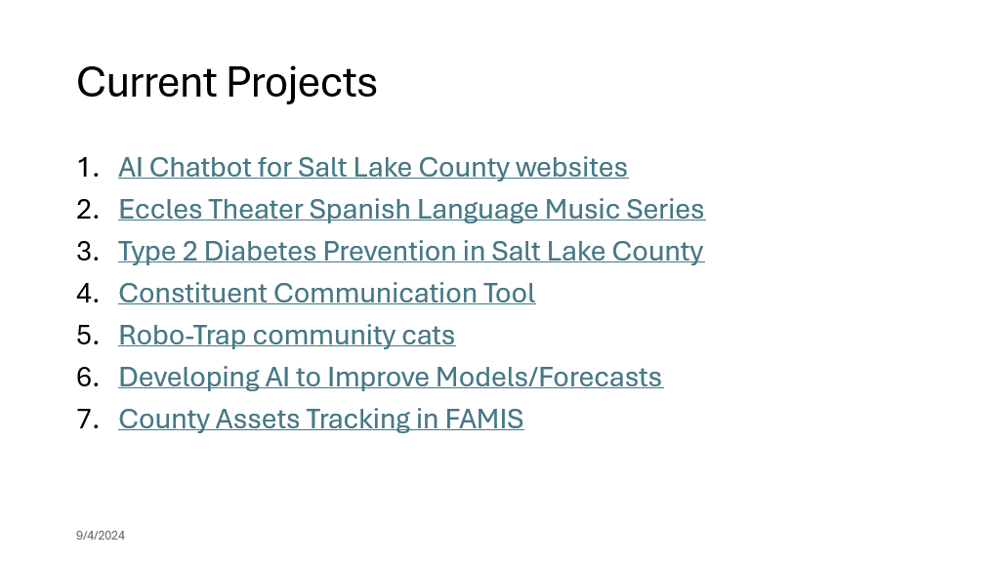 Current Projects
1. AI Chatbot for Salt Lake County websites
2. Eccles Theater Spanish Language Music Series
3. Type 2 Diabetes Prevention in Salt Lake County
4. Constituent Communication Tool
5. Robo-Trap community cats
6. Developing AI to Improve Models/Forecasts
7. County Assets Tracking in FAMIS
9/4/2024